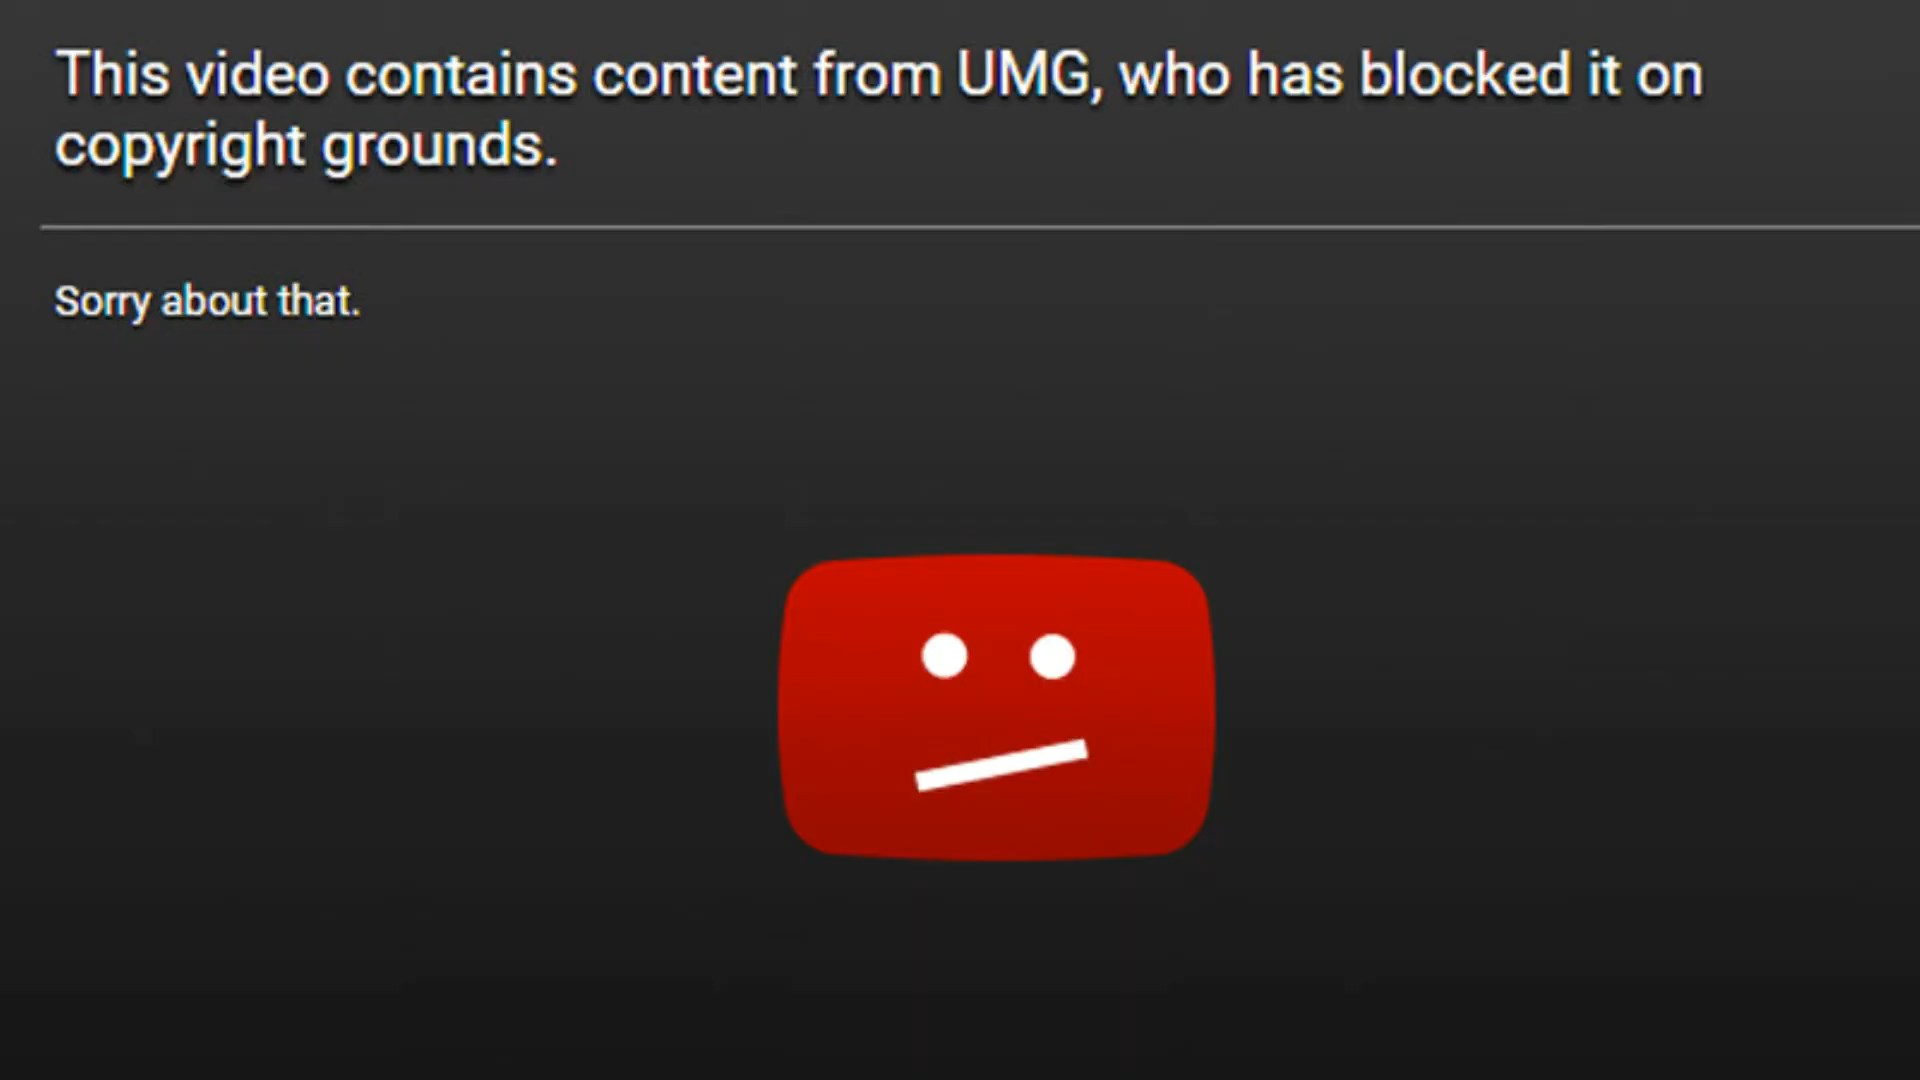 This video contains content from UMG, who has blocked it on
copyright grounds.
Sorry about that.